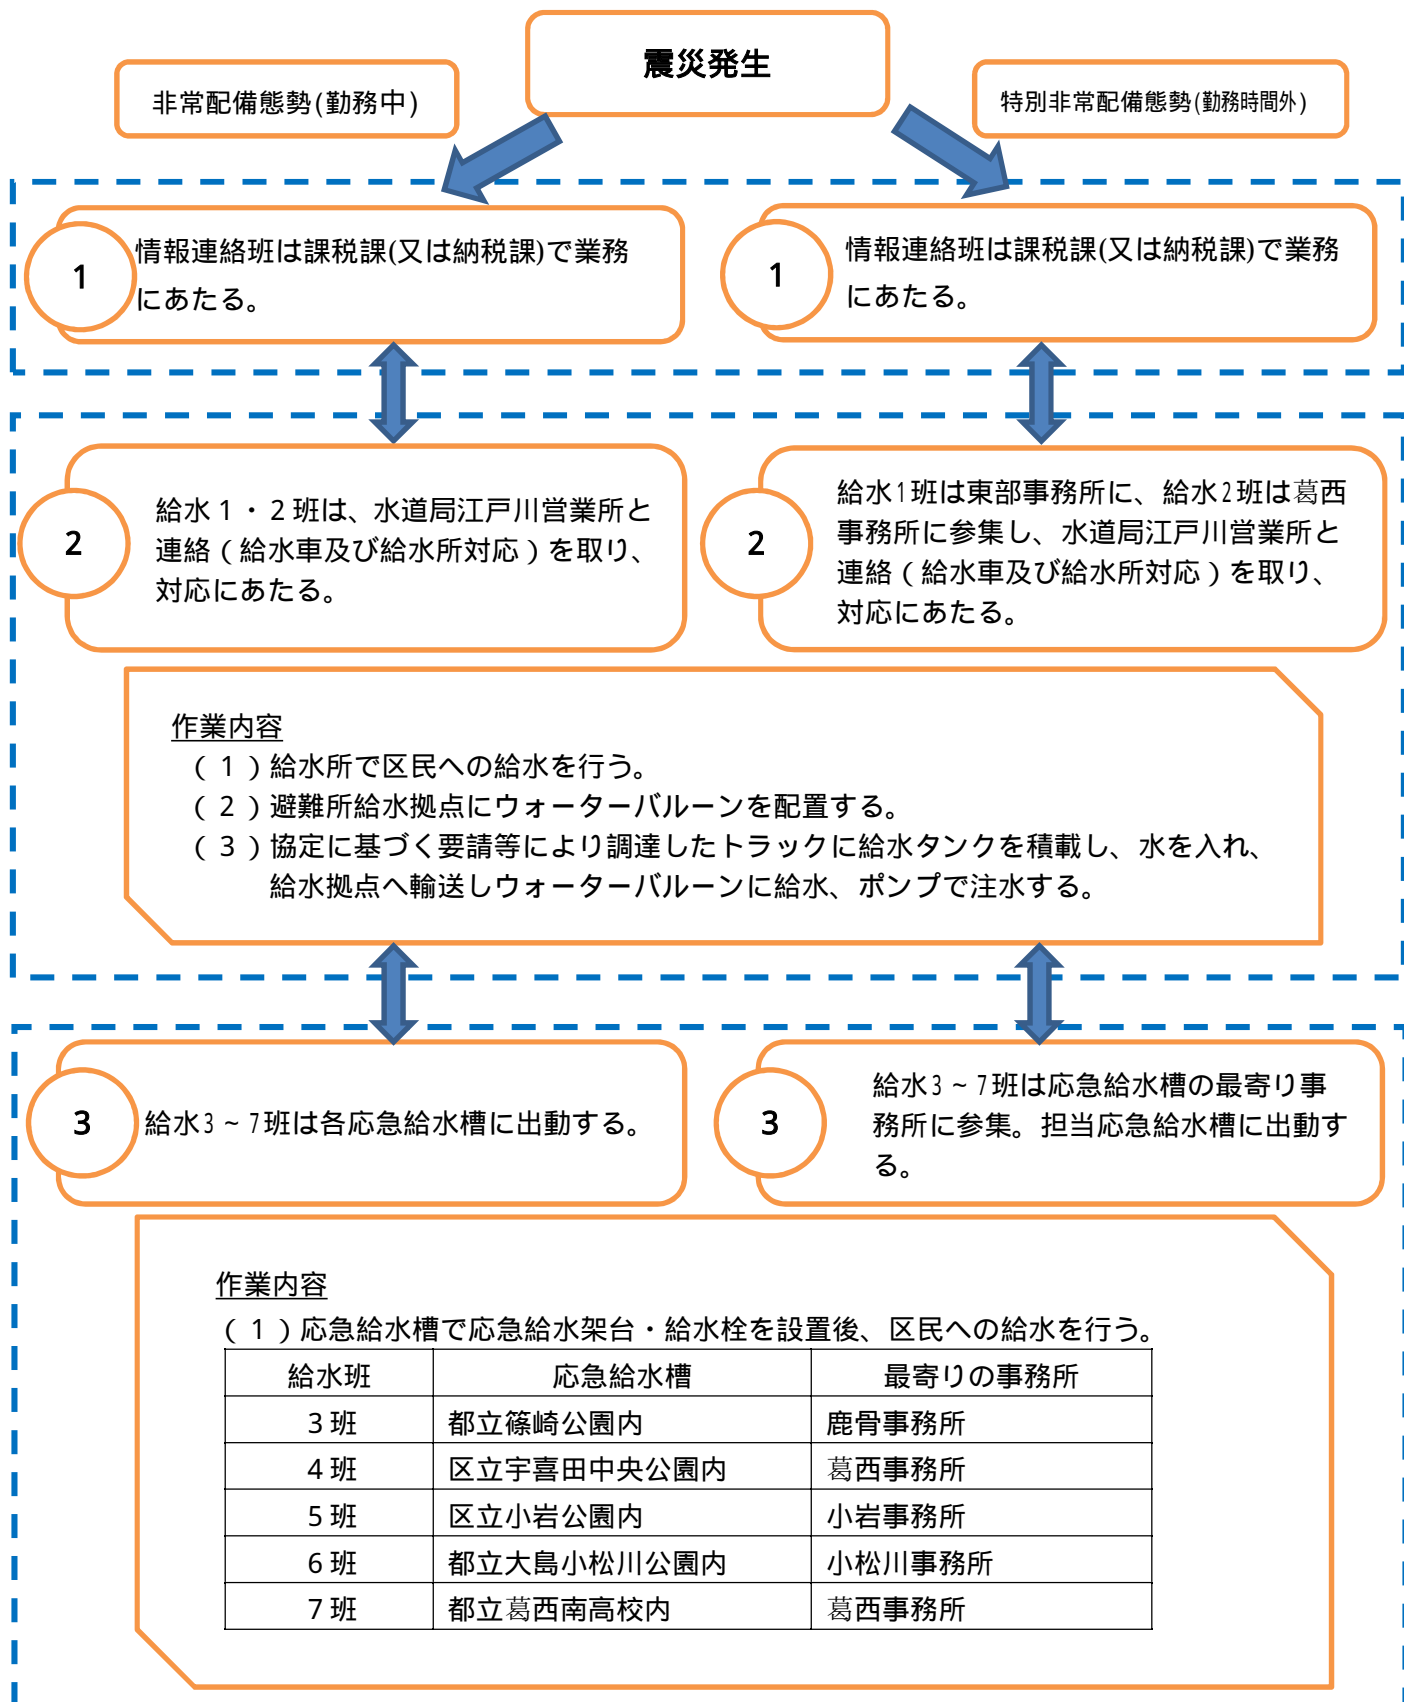 震災発生
非常配備態勢(勤務中)
特別非常配備態勢(勤務時間外)
1
情報連絡班は課税課(又は納税課)で業務
にあたる。
1
情報連絡班は課税課(又は納税課)で業務
にあたる。
2
給水1・2班は、水道局江戸川営業所と
連絡(給水車及び給水所対応)を取り、
対応にあたる。
2
給水1班は東部事務所に、給水2班は葛西
事務所に参集し、水道局江戸川営業所と
連絡(給水車及び給水所対応)を取り、
対応にあたる。
作業内容
(1)給水所で区民への給水を行う。
(2)避難所給水拠点にウォーターバルーンを配置する。
(3)協定に基づく要請等により調達したトラックに給水タンクを積載し、水を入れ、
給水拠点へ輸送しウォーターバルーンに給水、ポンプで注水する。
3
給水3~7班は各応急給水槽に出動する。
3
給水3~7班は応急給水槽の最寄り事
務所に参集。担当応急給水槽に出動す
る。
作業内容
(1)応急給水槽で応急給水架台・給水栓を設置後、区民への給水を行う。
給水班 応急給水槽 最寄りの事務所
3班 都立篠崎公園内 鹿骨事務所
4班 区立宇喜田中央公園内 葛西事務所
5班 区立小岩公園内 小岩事務所
6班 都立大島小松川公園内 小松川事務所
7班 都立葛西南高校内 葛西事務所